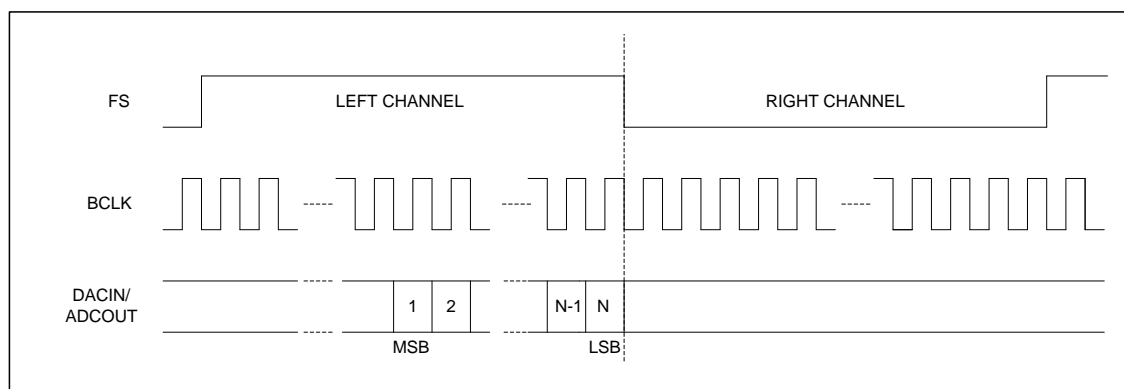 FS
LEFT CHANNEL
RIGHT CHANNEL
BCLK
DACIN/
ADCOUT
1
2
N-1
N
MSB
LSB